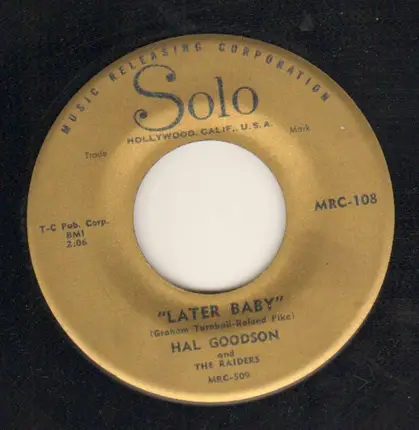 MUSIC RELEASING CORPORATION
Solo
HOLLYWOOD, CALIF., U.S.A.
Trade Mark
MRC-108
T-C Pub. Corp.
BMI
2:06
"LATER BABY"
(Graham Turnbull-Roland Pike)
HAL GOODSON
and
THE RAIDERS
MRC-509